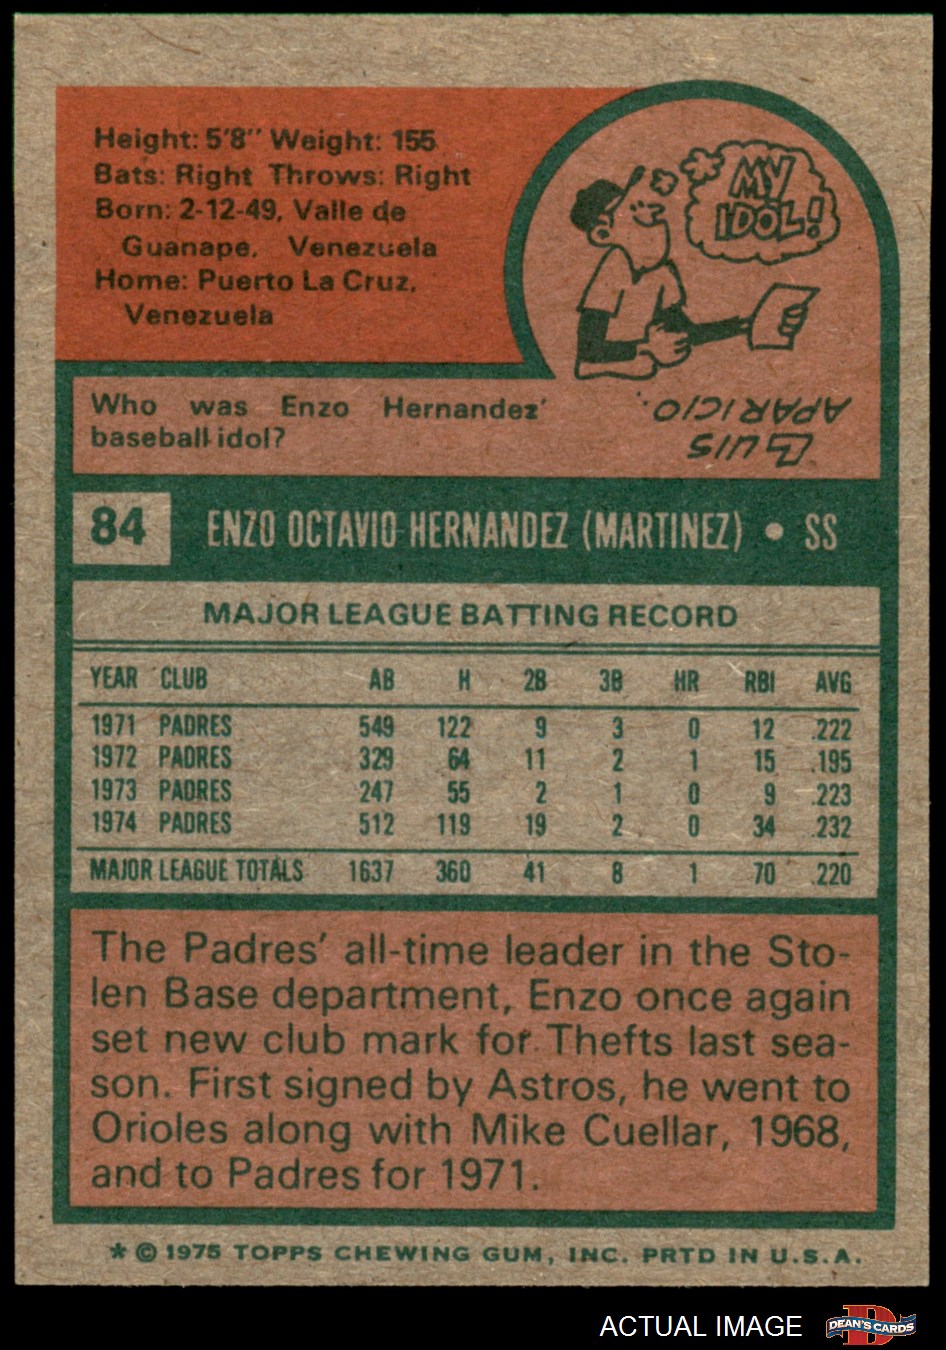 Height: 5'8" Weight: 155
Bats: Right Throws: Right
Born: 2-12-49, Valle de
Guanape, Venezuela
Home: Puerto La Cruz,
Venezuela
MY
IDOL!
Who was Enzo Hernandez'
baseball idol?
LUIS
APARICIO..
84 ENZO OCTAVIO HERNANDEZ (MARTINEZ) • SS
MAJOR LEAGUE BATTING RECORD
YEAR CLUB AB H 2B 3B HR RBI AVG
1971 PADRES 549 122 9 3 0 12 .222
1972 PADRES 329 64 11 2 1 15 .195
1973 PADRES 247 55 2 1 0 9 .223
1974 PADRES 512 119 19 2 0 34 .232
MAJOR LEAGUE TOTALS 1637 360 41 8 1 70 .220
The Padres' all-time leader in the Sto-
len Base department, Enzo once again
set new club mark for Thefts last sea-
son. First signed by Astros, he went to
Orioles along with Mike Cuellar, 1968,
and to Padres for 1971.
* © 1975 TOPPS CHEWING GUM, INC. PRTD IN U.S.A.
ACTUAL IMAGE
D
DEAN'S CARDS